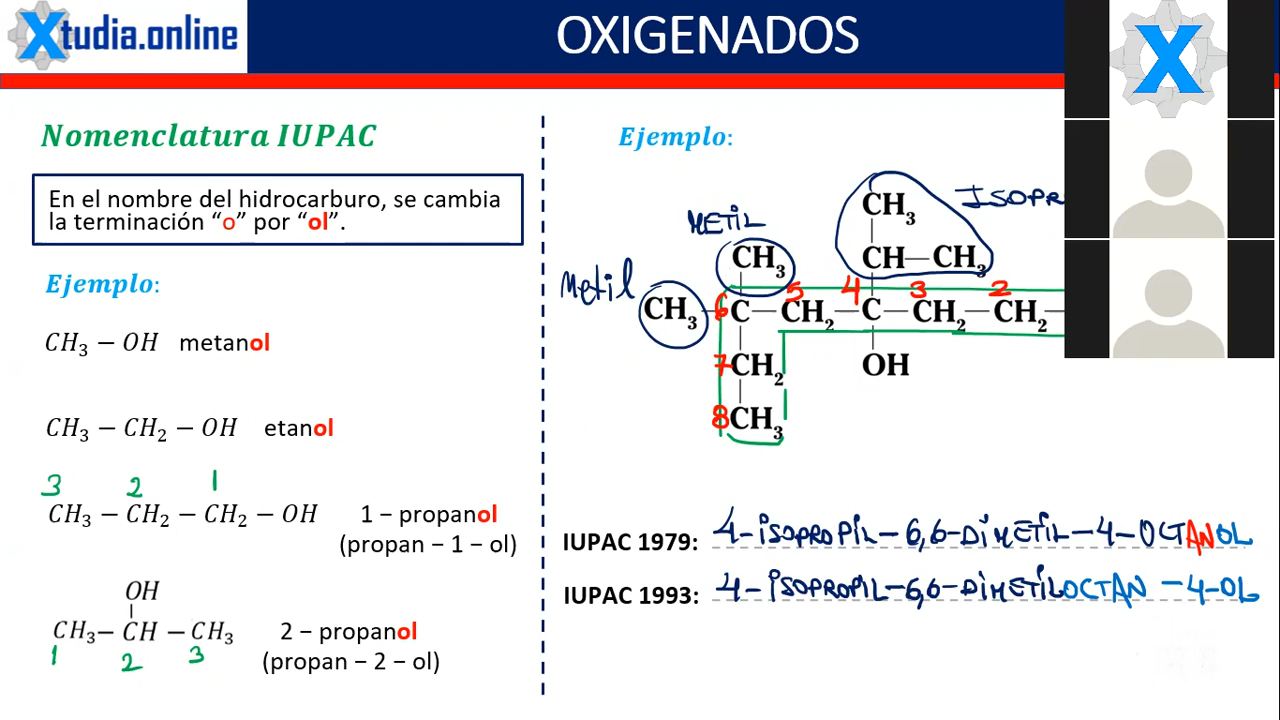 Xtudia.online
OXIGENADOS
X
Nomenclatura IUPAC
En el nombre del hidrocarburo, se cambia
la terminación “o” por “ol”.
Ejemplo:
CH₃ − OH metanol
CH₃ − CH₂ − OH etanol
3 2 1
CH₃ − CH₂ − CH₂ − OH 1 − propanol
(propan − 1 − ol)
OH
CH₃ − CH − CH₃ 2 − propanol
1 2 3
(propan − 2 − ol)
Ejemplo:
CH₃ ISOPR
METIL
CH₃ CH — CH₃
Metil
5 4 3 2
CH₃ — 6 C — CH₂ — C — CH₂ — CH₂ —
7 CH₂ OH
8 CH₃
IUPAC 1979: 4-ISOPROPIL-6,6-DIMETIL-4-OCTANOL
IUPAC 1993: 4-ISOPROPIL-6,6-DIMETILOCTAN-4-OL